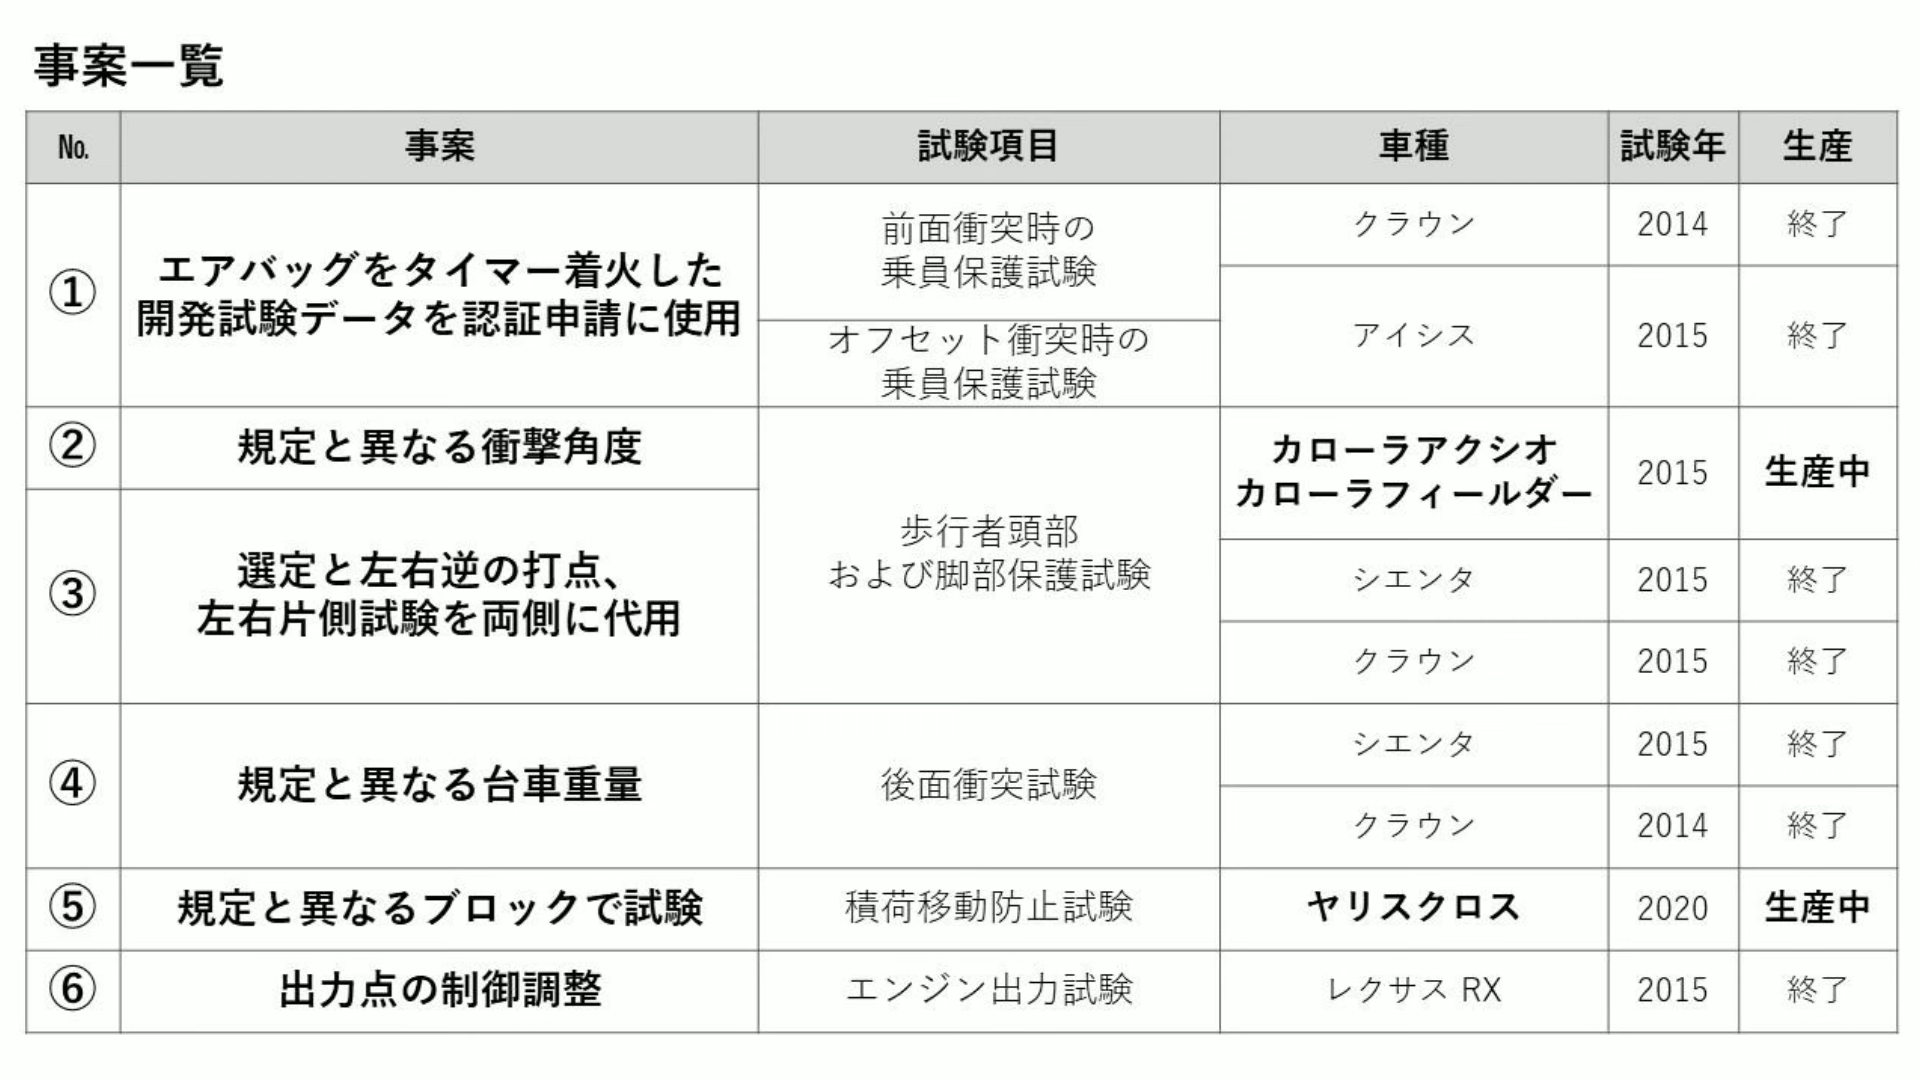 事案一覧
№ 事案 試験項目 車種 試験年 生産
① エアバッグをタイマー着火した
開発試験データを認証申請に使用
前面衝突時の
乗員保護試験
クラウン 2014 終了
オフセット衝突時の
乗員保護試験
アイシス 2015 終了
② 規定と異なる衝撃角度
歩行者頭部
および脚部保護試験
カローラアクシオ
カローラフィールダー
2015 生産中
③ 選定と左右逆の打点、
左右片側試験を両側に代用
シエンタ 2015 終了
クラウン 2015 終了
④ 規定と異なる台車重量 後面衝突試験
シエンタ 2015 終了
クラウン 2014 終了
⑤ 規定と異なるブロックで試験 積荷移動防止試験 ヤリスクロス 2020 生産中
⑥ 出力点の制御調整 エンジン出力試験 レクサス RX 2015 終了